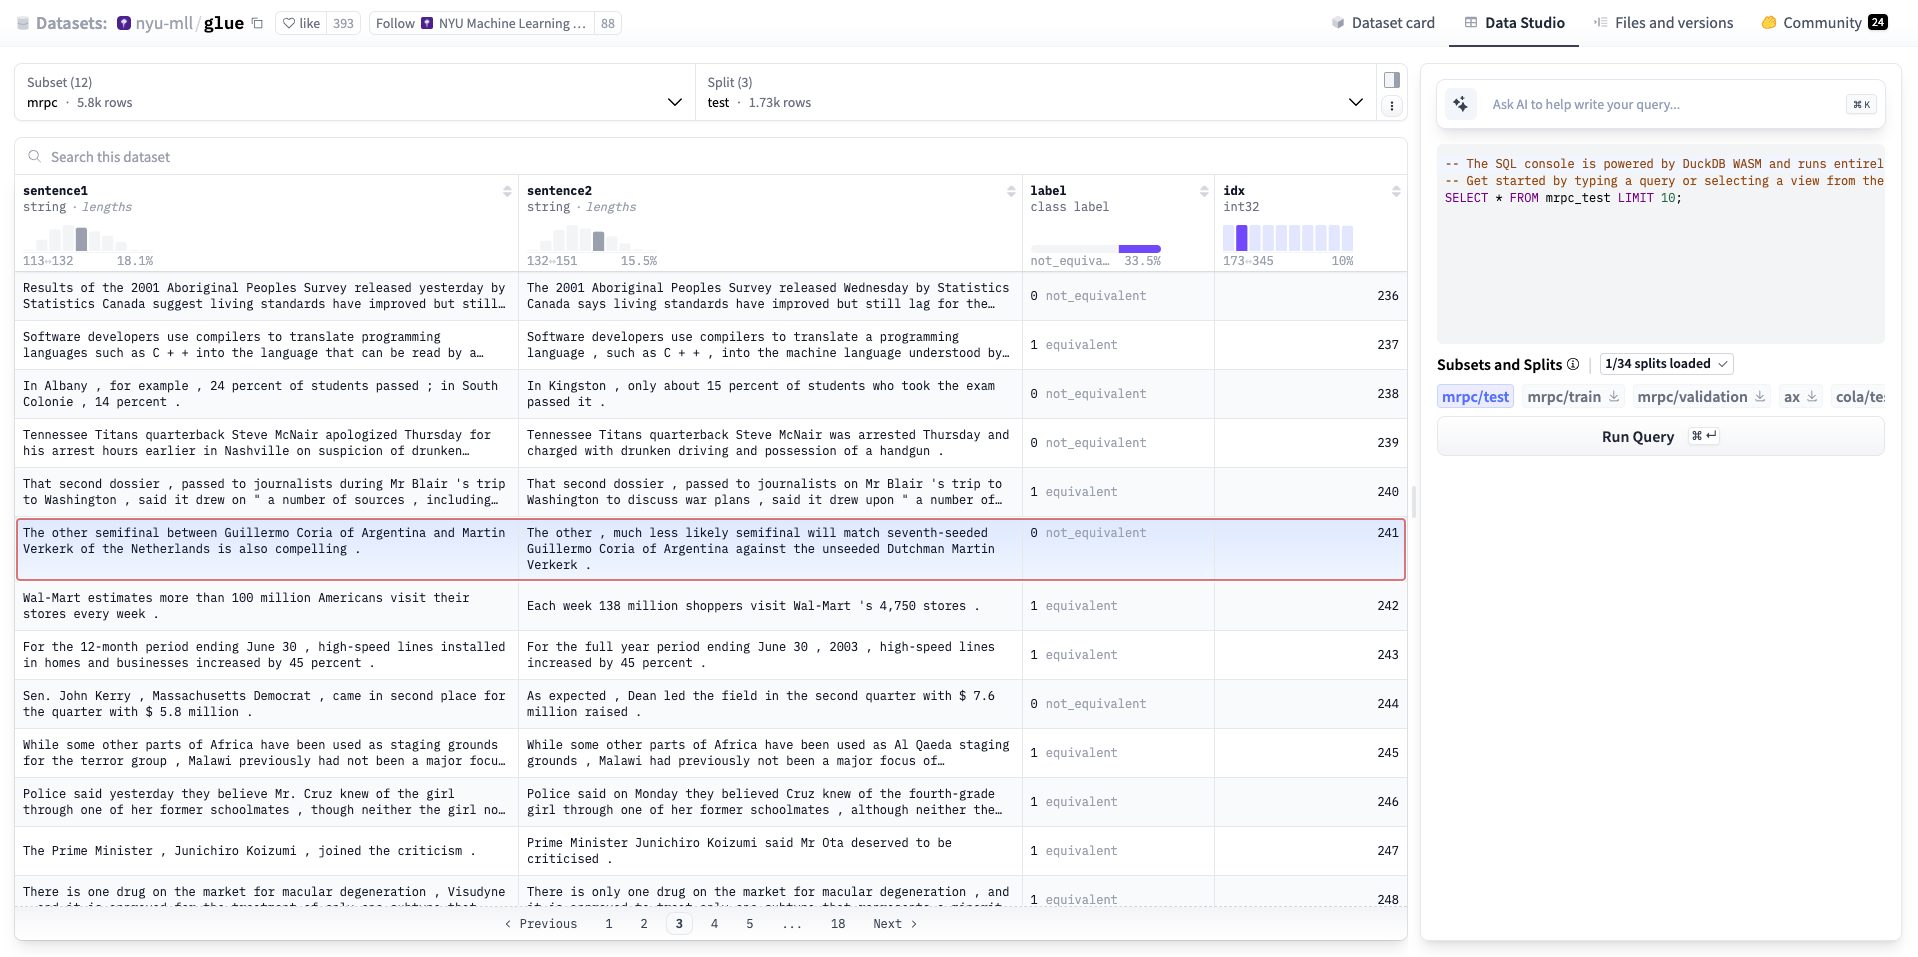 Datasets: nyu-mll/glue
like 393
Follow NYU Machine Learning ... 88
Dataset card
Data Studio
Files and versions
Community 24
Subset (12)
mrpc · 5.8k rows
Split (3)
test · 1.73k rows
Search this dataset
sentence1
string · lengths
113↔132 18.1%
sentence2
string · lengths
132↔151 15.5%
label
class label
not_equiva… 33.5%
idx
int32
173↔345 10%
Results of the 2001 Aboriginal Peoples Survey released yesterday by
Statistics Canada suggest living standards have improved but still…
The 2001 Aboriginal Peoples Survey released Wednesday by Statistics
Canada says living standards have improved but still lag for the…
0 not_equivalent
236
Software developers use compilers to translate programming
languages such as C + + into the language that can be read by a…
Software developers use compilers to translate a programming
language , such as C + + , into the machine language understood by…
1 equivalent
237
In Albany , for example , 24 percent of students passed ; in South
Colonie , 14 percent .
In Kingston , only about 15 percent of students who took the exam
passed it .
0 not_equivalent
238
Tennessee Titans quarterback Steve McNair apologized Thursday for
his arrest hours earlier in Nashville on suspicion of drunken…
Tennessee Titans quarterback Steve McNair was arrested Thursday and
charged with drunken driving and possession of a handgun .
0 not_equivalent
239
That second dossier , passed to journalists during Mr Blair 's trip
to Washington , said it drew on " a number of sources , including…
That second dossier , passed to journalists on Mr Blair 's trip to
Washington to discuss war plans , said it drew upon " a number of…
1 equivalent
240
The other semifinal between Guillermo Coria of Argentina and Martin
Verkerk of the Netherlands is also compelling .
The other , much less likely semifinal will match seventh-seeded
Guillermo Coria of Argentina against the unseeded Dutchman Martin
Verkerk .
0 not_equivalent
241
Wal-Mart estimates more than 100 million Americans visit their
stores every week .
Each week 138 million shoppers visit Wal-Mart 's 4,750 stores .
1 equivalent
242
For the 12-month period ending June 30 , high-speed lines installed
in homes and businesses increased by 45 percent .
For the full year period ending June 30 , 2003 , high-speed lines
increased by 45 percent .
1 equivalent
243
Sen. John Kerry , Massachusetts Democrat , came in second place for
the quarter with $ 5.8 million .
As expected , Dean led the field in the second quarter with $ 7.6
million raised .
0 not_equivalent
244
While some other parts of Africa have been used as staging grounds
for the terror group , Malawi previously had not been a major focu…
While some other parts of Africa have been used as Al Qaeda staging
grounds , Malawi had previously not been a major focus of…
1 equivalent
245
Police said yesterday they believe Mr. Cruz knew of the girl
through one of her former schoolmates , though neither the girl no…
Police said on Monday they believed Cruz knew of the fourth-grade
girl through one of her former schoolmates , although neither the…
1 equivalent
246
The Prime Minister , Junichiro Koizumi , joined the criticism .
Prime Minister Junichiro Koizumi said Mr Ota deserved to be
criticised .
1 equivalent
247
There is one drug on the market for macular degeneration , Visudyne
There is only one drug on the market for macular degeneration , and
1 equivalent
248
< Previous 1 2 3 4 5 ... 18 Next >
Ask AI to help write your query...
⌘ K
-- The SQL console is powered by DuckDB WASM and runs entirel
-- Get started by typing a query or selecting a view from the
SELECT * FROM mrpc_test LIMIT 10;
Subsets and Splits
1/34 splits loaded
mrpc/test mrpc/train mrpc/validation ax cola/te
Run Query ⌘ ↵